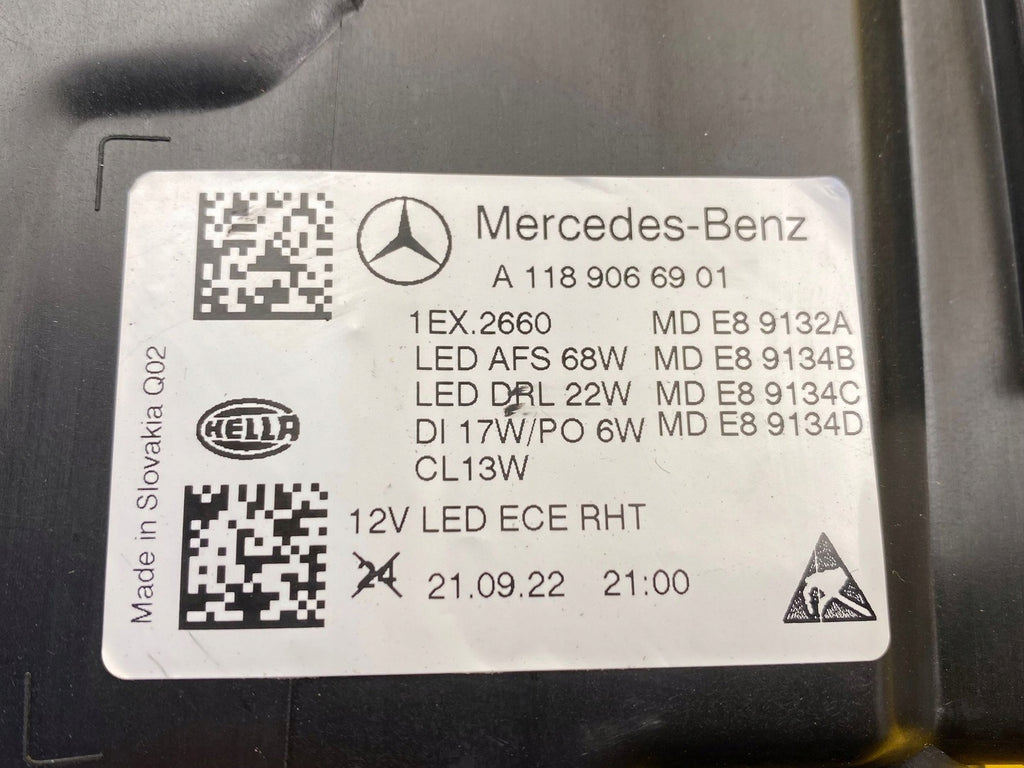 Mercedes-Benz
A 118 906 69 01
1EX.2660 MD E8 9132A
LED AFS 68W MD E8 9134B
LED DRL 22W MD E8 9134C
DI 17W/PO 6W MD E8 9134D
CL13W
HELLA
12V LED ECE RHT
24 21.09.22 21:00
Made in Slovakia Q02